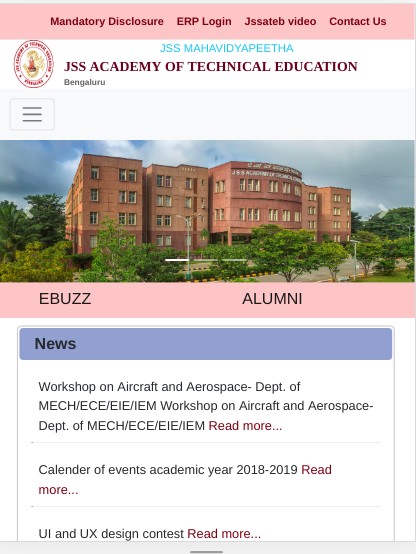 Mandatory Disclosure ERP Login Jssateb video Contact Us
JSS MAHAVIDYAPEETHA
JSS ACADEMY OF TECHNICAL EDUCATION
Bengaluru
EBUZZ ALUMNI
News
Workshop on Aircraft and Aerospace- Dept. of
MECH/ECE/EIE/IEM Workshop on Aircraft and Aerospace-
Dept. of MECH/ECE/EIE/IEM Read more...
Calender of events academic year 2018-2019 Read
more...
UI and UX design contest Read more...